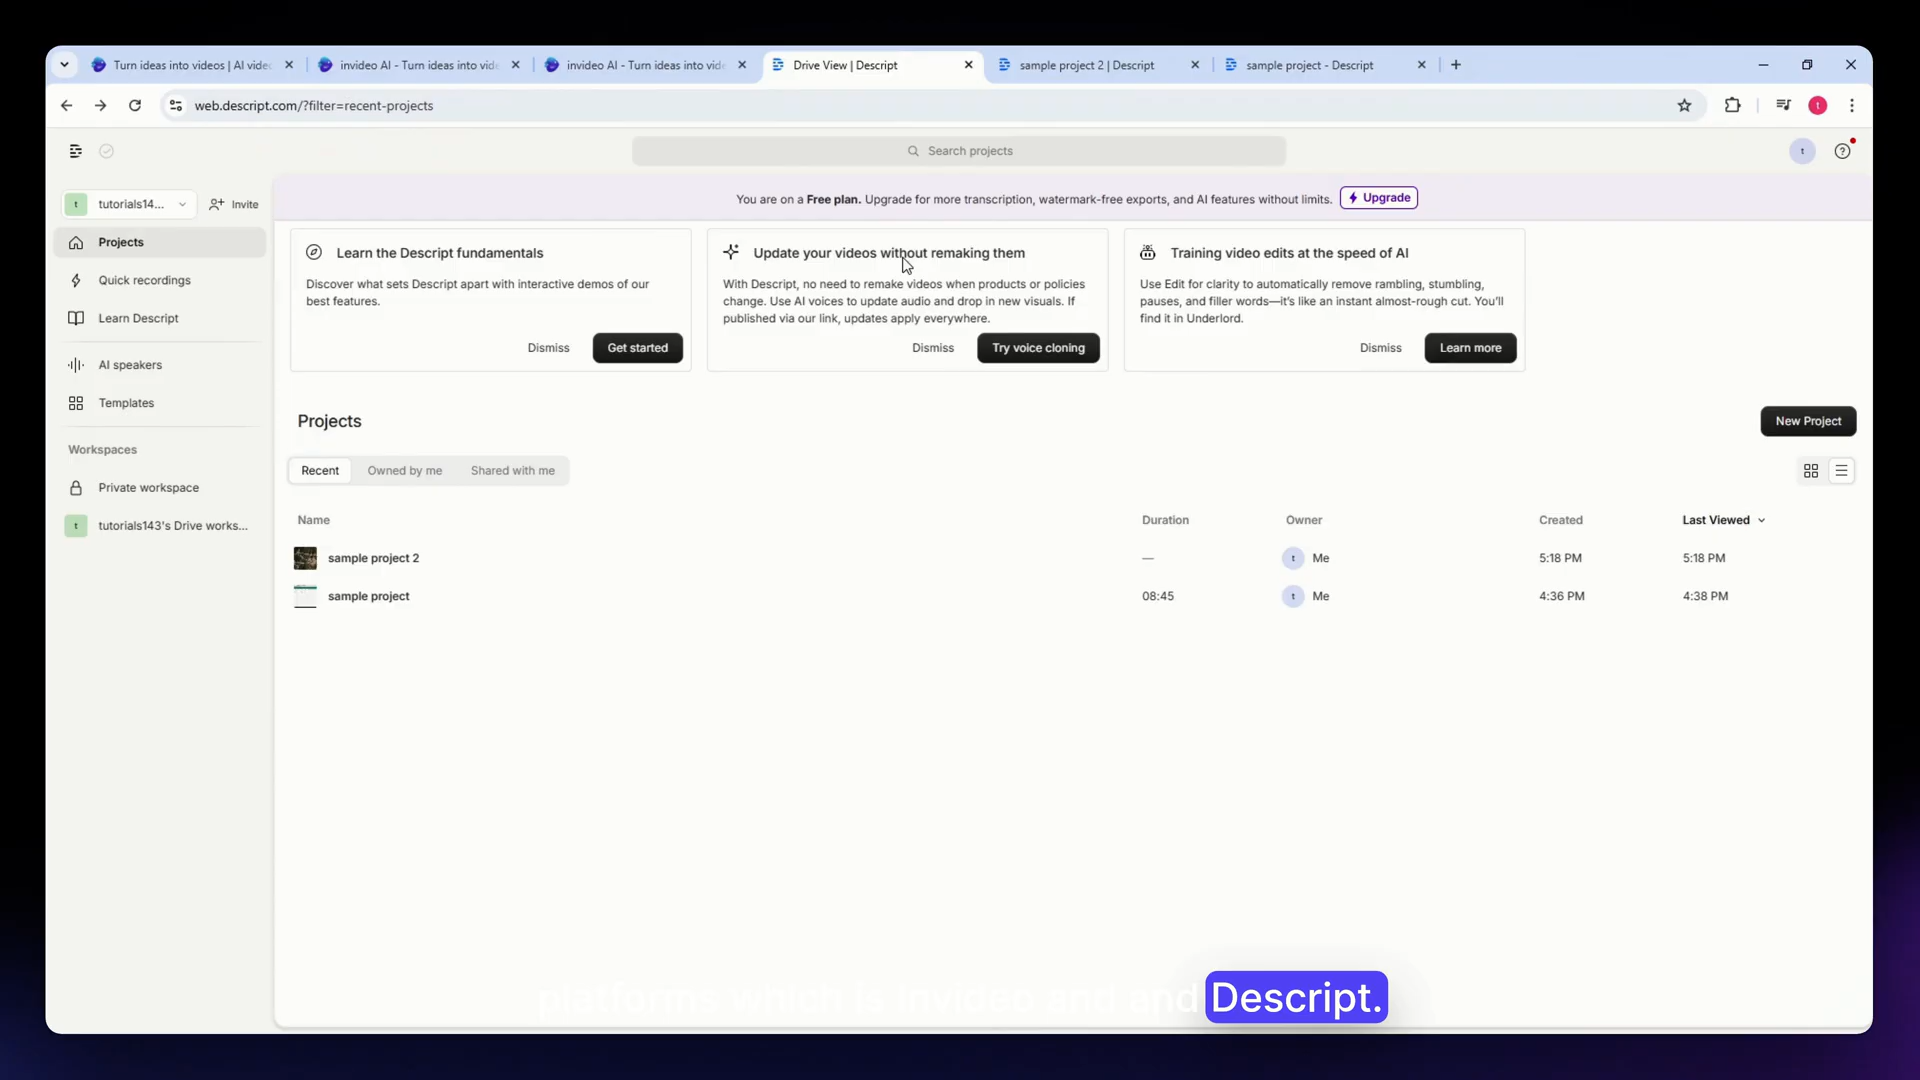 Turn ideas into videos | AI video
invideo AI - Turn ideas into vide
invideo AI - Turn ideas into vide
Drive View | Descript
sample project 2 | Descript
sample project - Descript
web.descript.com/?filter=recent-projects
t
Search projects
t
t
tutorials14...
Invite
You are on a Free plan. Upgrade for more transcription, watermark-free exports, and AI features without limits.
Upgrade
Projects
Quick recordings
Learn Descript
AI speakers
Templates
Workspaces
Private workspace
t
tutorials143's Drive works...
Learn the Descript fundamentals
Discover what sets Descript apart with interactive demos of our
best features.
Dismiss
Get started
Update your videos without remaking them
With Descript, no need to remake videos when products or policies
change. Use AI voices to update audio and drop in new visuals. If
published via our link, updates apply everywhere.
Dismiss
Try voice cloning
Training video edits at the speed of AI
Use Edit for clarity to automatically remove rambling, stumbling,
pauses, and filler words—it's like an instant almost-rough cut. You'll
find it in Underlord.
Dismiss
Learn more
Projects
New Project
Recent
Owned by me
Shared with me
Name
Duration
Owner
Created
Last Viewed
sample project 2
—
t
Me
5:18 PM
5:18 PM
sample project
08:45
t
Me
4:36 PM
4:38 PM
platforms which is Invideo and and Descript.